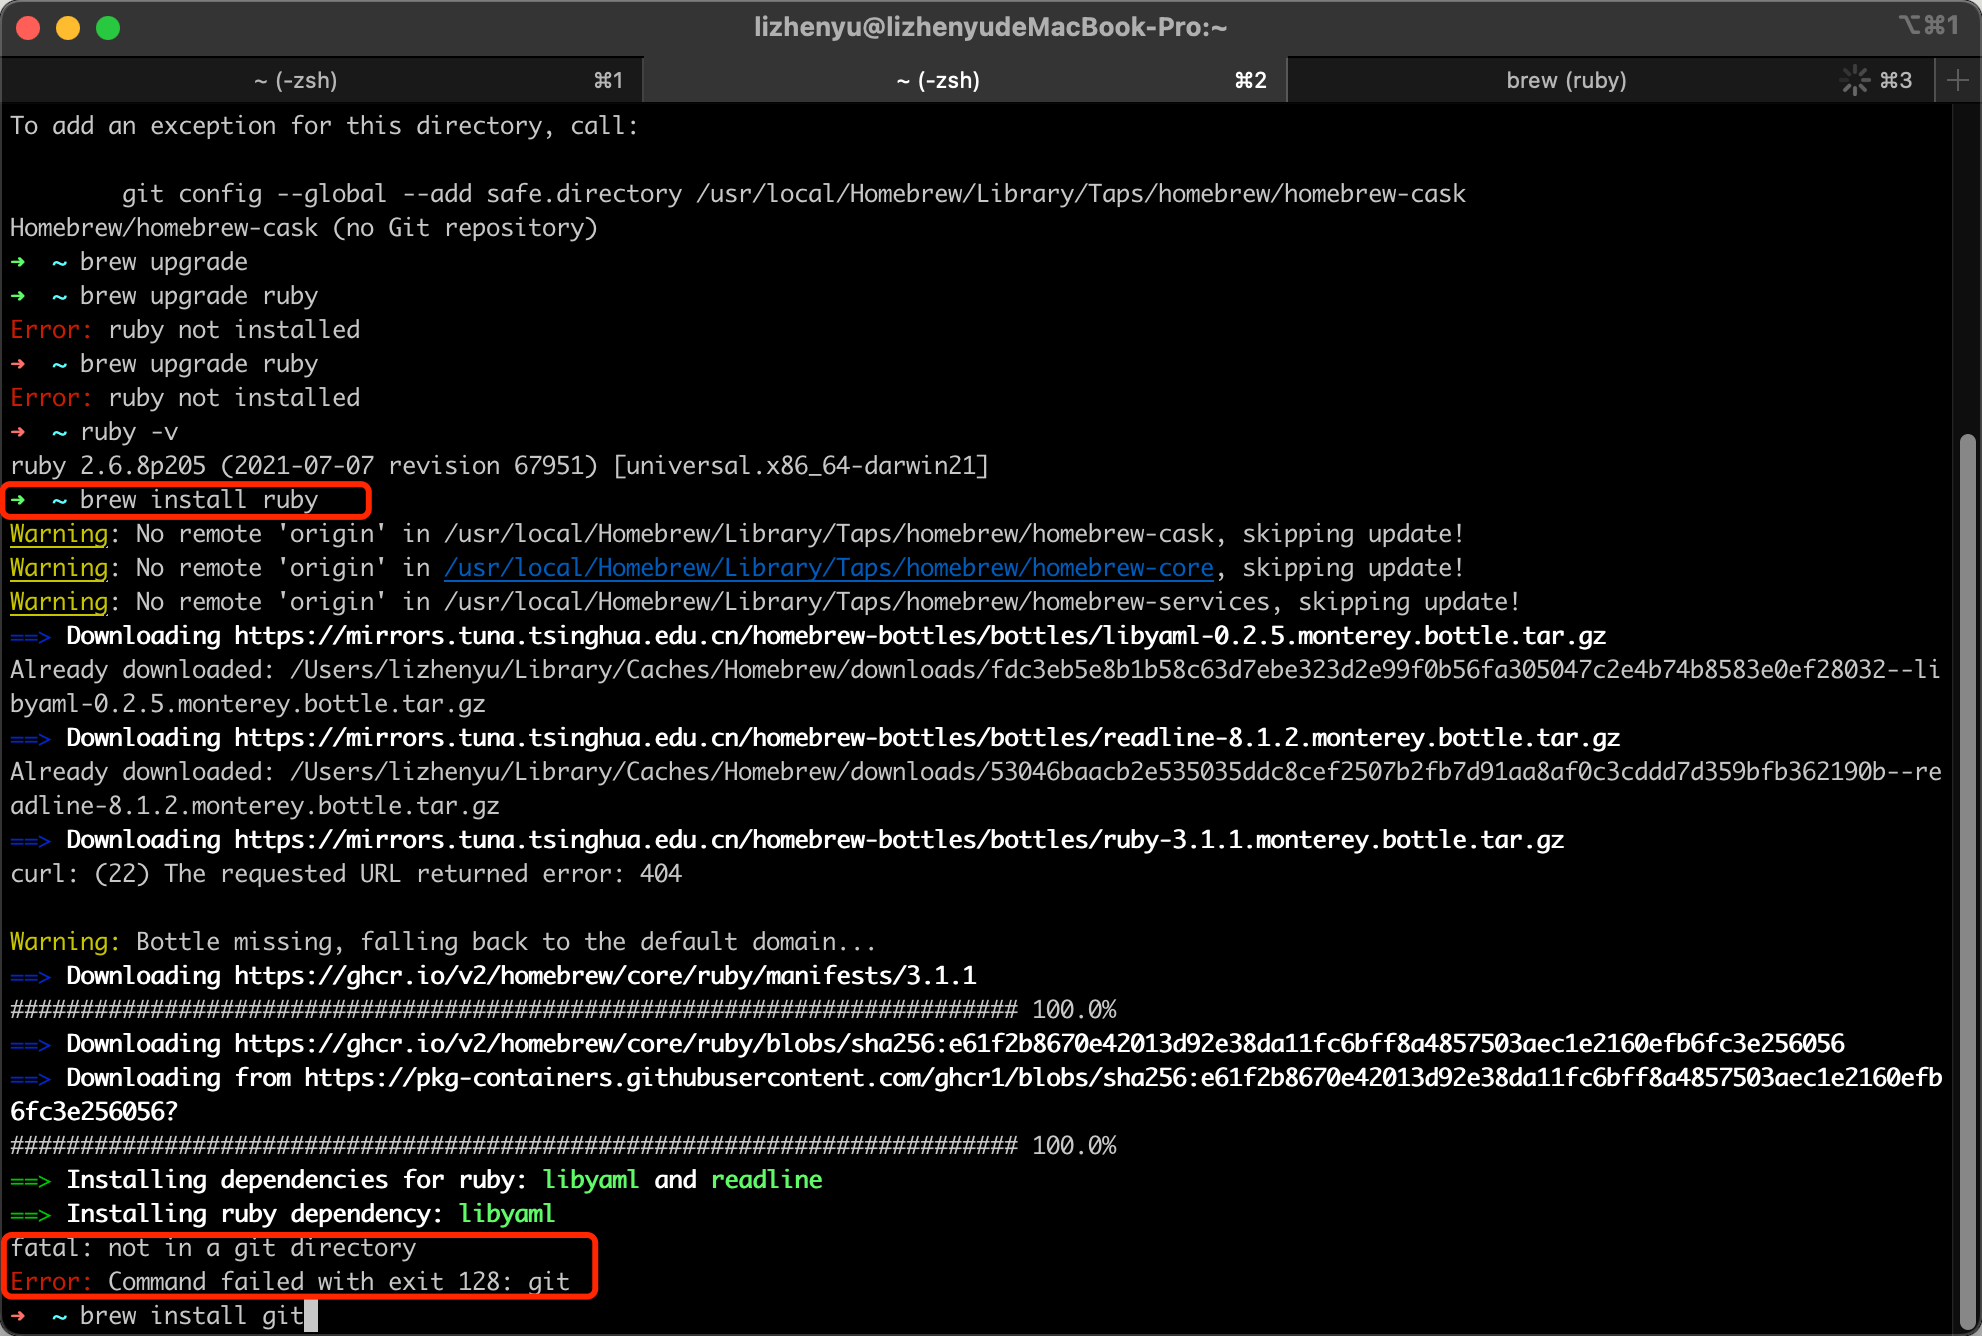 lizhenyu@lizhenyudeMacBook-Pro:~
⌥⌘1
~ (-zsh) ⌘1 ~ (-zsh) ⌘2 brew (ruby) ⌘3 +
To add an exception for this directory, call:
git config --global --add safe.directory /usr/local/Homebrew/Library/Taps/homebrew/homebrew-cask
Homebrew/homebrew-cask (no Git repository)
➜ ~ brew upgrade
➜ ~ brew upgrade ruby
Error: ruby not installed
➜ ~ brew upgrade ruby
Error: ruby not installed
➜ ~ ruby -v
ruby 2.6.8p205 (2021-07-07 revision 67951) [universal.x86_64-darwin21]
➜ ~ brew install ruby
Warning: No remote 'origin' in /usr/local/Homebrew/Library/Taps/homebrew/homebrew-cask, skipping update!
Warning: No remote 'origin' in /usr/local/Homebrew/Library/Taps/homebrew/homebrew-core, skipping update!
Warning: No remote 'origin' in /usr/local/Homebrew/Library/Taps/homebrew/homebrew-services, skipping update!
==> Downloading https://mirrors.tuna.tsinghua.edu.cn/homebrew-bottles/bottles/libyaml-0.2.5.monterey.bottle.tar.gz
Already downloaded: /Users/lizhenyu/Library/Caches/Homebrew/downloads/fdc3eb5e8b1b58c63d7ebe323d2e99f0b56fa305047c2e4b74b8583e0ef28032--li
byaml-0.2.5.monterey.bottle.tar.gz
==> Downloading https://mirrors.tuna.tsinghua.edu.cn/homebrew-bottles/bottles/readline-8.1.2.monterey.bottle.tar.gz
Already downloaded: /Users/lizhenyu/Library/Caches/Homebrew/downloads/53046baacb2e535035ddc8cef2507b2fb7d91aa8af0c3cddd7d359bfb362190b--re
adline-8.1.2.monterey.bottle.tar.gz
==> Downloading https://mirrors.tuna.tsinghua.edu.cn/homebrew-bottles/bottles/ruby-3.1.1.monterey.bottle.tar.gz
curl: (22) The requested URL returned error: 404
Warning: Bottle missing, falling back to the default domain...
==> Downloading https://ghcr.io/v2/homebrew/core/ruby/manifests/3.1.1
######################################################################## 100.0%
==> Downloading https://ghcr.io/v2/homebrew/core/ruby/blobs/sha256:e61f2b8670e42013d92e38da11fc6bff8a4857503aec1e2160efb6fc3e256056
==> Downloading from https://pkg-containers.githubusercontent.com/ghcr1/blobs/sha256:e61f2b8670e42013d92e38da11fc6bff8a4857503aec1e2160efb
6fc3e256056?
######################################################################## 100.0%
==> Installing dependencies for ruby: libyaml and readline
==> Installing ruby dependency: libyaml
fatal: not in a git directory
Error: Command failed with exit 128: git
➜ ~ brew install git